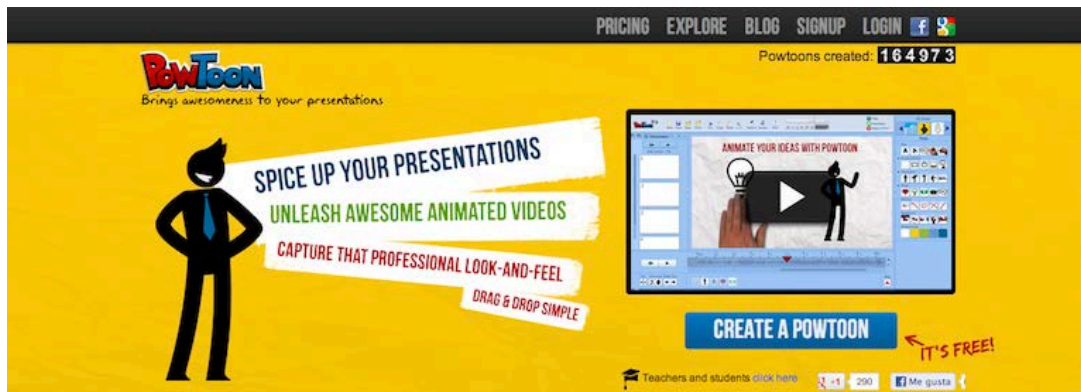 PRICING EXPLORE BLOG SIGNUP LOGIN
Powtoons created: 164973
POWTOON
Brings awesomeness to your presentations
SPICE UP YOUR PRESENTATIONS
UNLEASH AWESOME ANIMATED VIDEOS
CAPTURE THAT PROFESSIONAL LOOK-AND-FEEL
DRAG & DROP SIMPLE
ANIMATE YOUR IDEAS WITH POWTOON
CREATE A POWTOON
IT'S FREE!
Teachers and students click here
+1 290 Me gusta